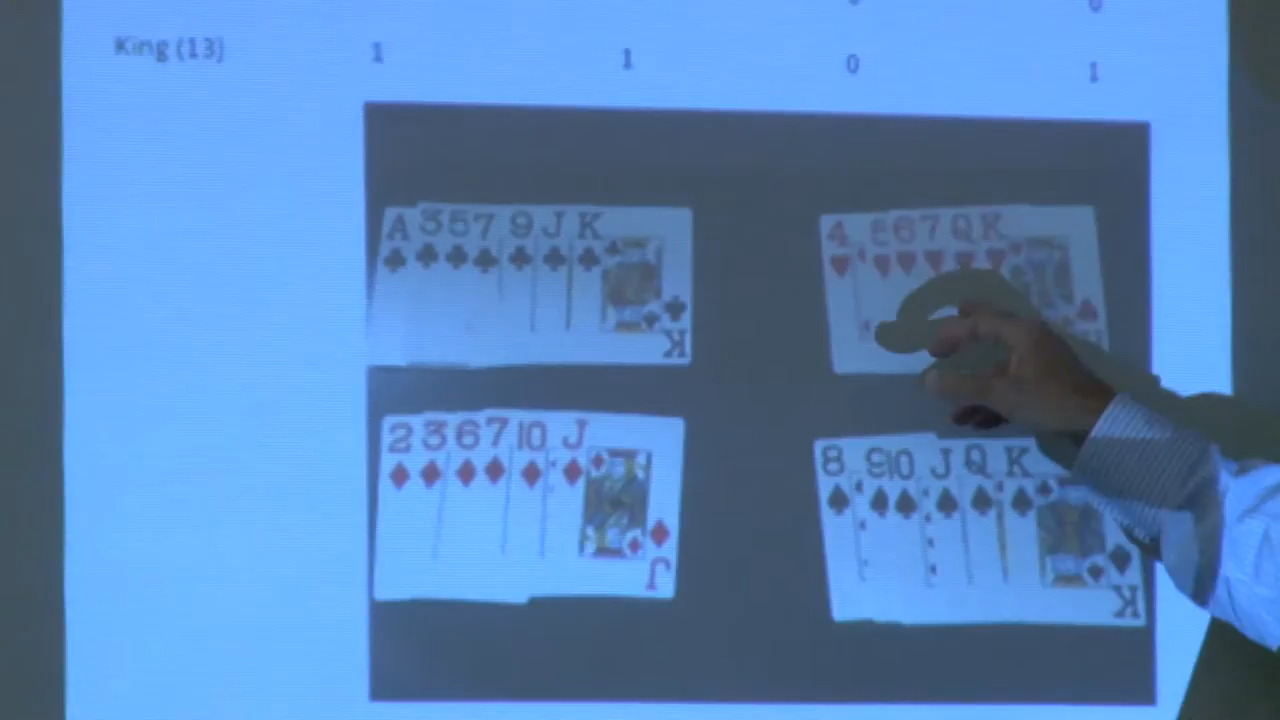 0
King (13) 1 1 0 1
A 3 5 7 9 J K
K
4 5 6 7 Q K
2 3 6 7 10 J
J
8 9 10 J Q K
K